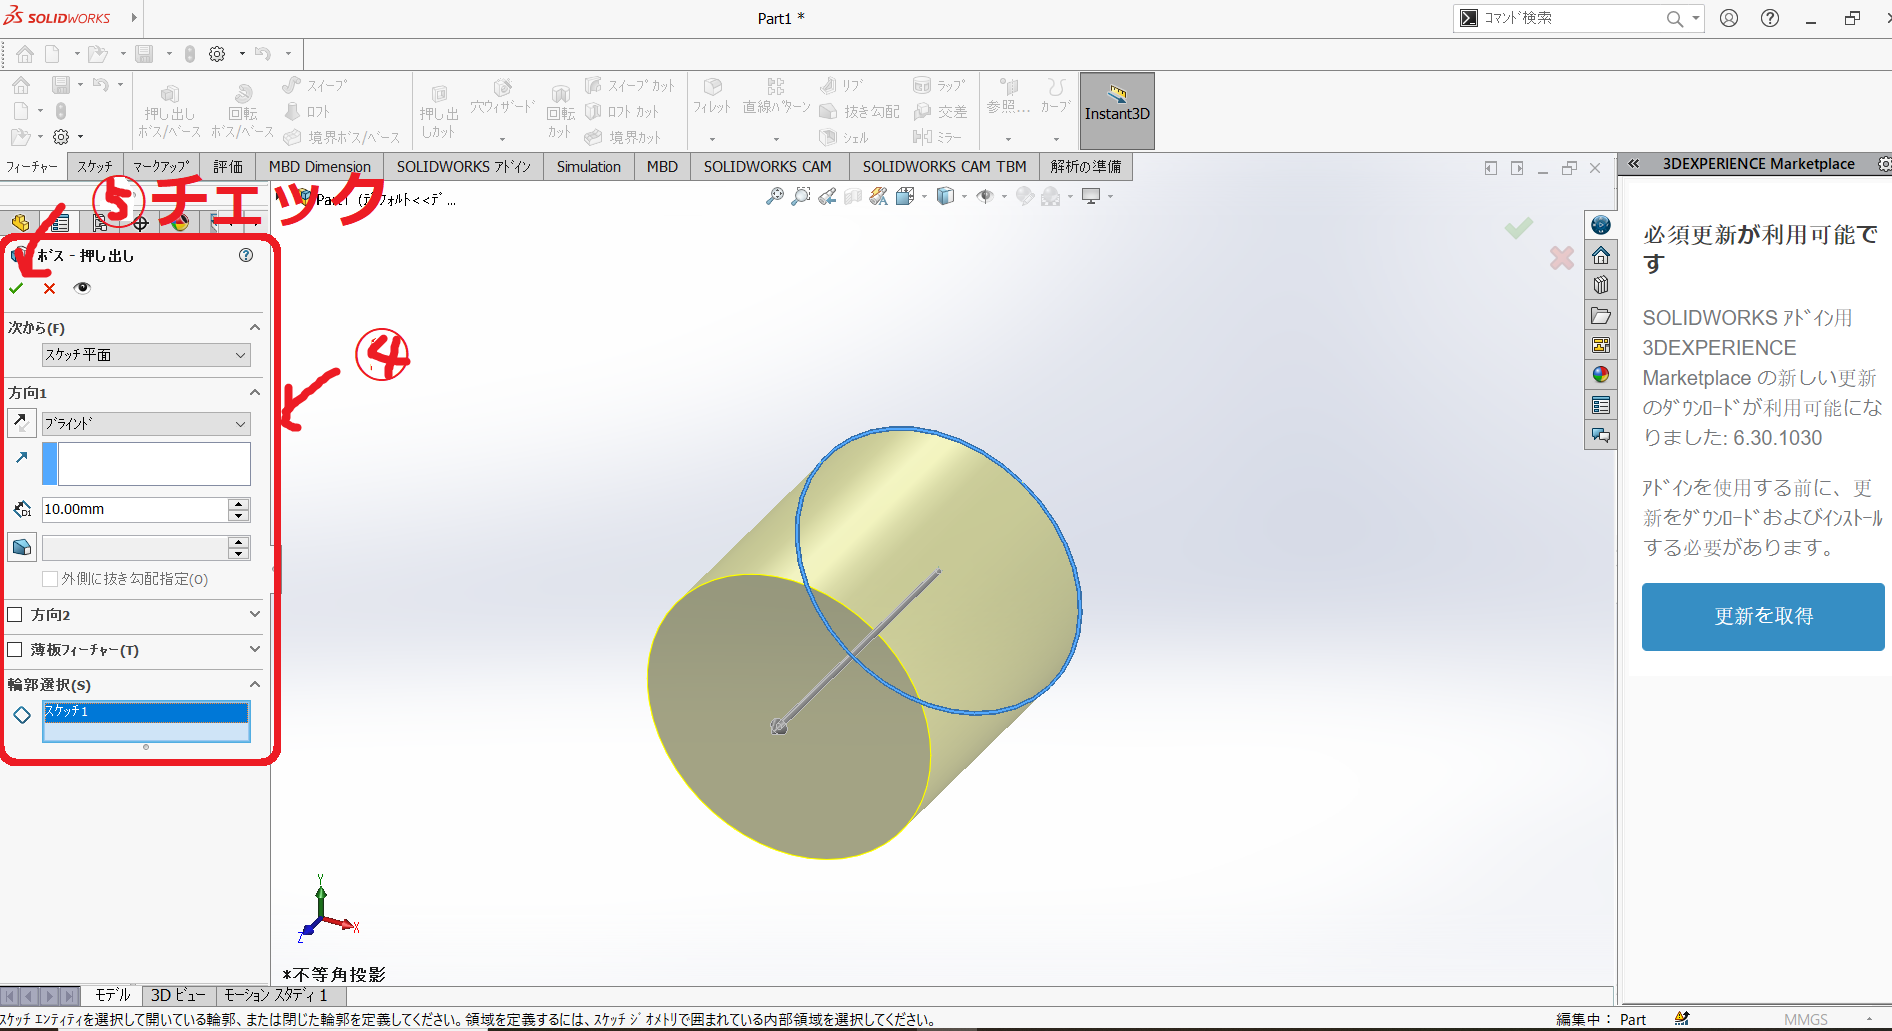 SOLIDWORKS
Part1 *
コマンド検索
押し出し
ボス/ベース
回転
ボス/ベース
スイープ
ロフト
境界ボス/ベース
押し出
しカット
穴ウィザード
回転
カット
スイープ カット
ロフト カット
境界カット
フィレット
直線パターン
リブ
抜き勾配
シェル
ラップ
交差
ミラー
参照...
カーブ
Instant3D
フィーチャー
スケッチ
マークアップ
評価
MBD Dimension
SOLIDWORKS アドイン
Simulation
MBD
SOLIDWORKS CAM
SOLIDWORKS CAM TBM
解析の準備
3DEXPERIENCE Marketplace
⑤チェック
Part1 (デフォルト<<デ...
ボス - 押し出し
次から(F)
スケッチ平面
④
方向1
ブラインド
10.00mm
外側に抜き勾配指定(O)
方向2
薄板フィーチャー(T)
輪郭選択(S)
スケッチ1
必須更新が利用可能で
す
SOLIDWORKS アドイン用
3DEXPERIENCE
Marketplace の新しい更新
のダウンロードが利用可能にな
りました: 6.30.1030
アドインを使用する前に、更
新をダウンロードおよびインストール
する必要があります。
更新を取得
Y
X
Z
*不等角投影
モデル
3D ビュー
モーション スタディ 1
スケッチ エンティティを選択して開いている輪郭、または閉じた輪郭を定義してください。領域を定義するには、スケッチ ジオメトリで囲まれている内部領域を選択してください。
編集中： Part
MMGS